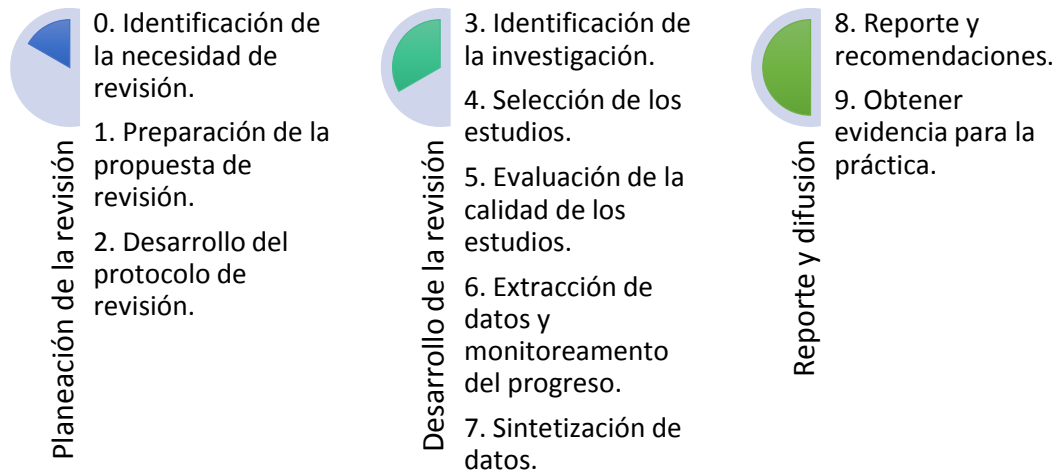 Planeación de la revisión
0. Identificación de
la necesidad de
revisión.
1. Preparación de la
propuesta de
revisión.
2. Desarrollo del
protocolo de
revisión.
Desarrollo de la revisión
3. Identificación de
la investigación.
4. Selección de los
estudios.
5. Evaluación de la
calidad de los
estudios.
6. Extracción de
datos y
monitoreamento
del progreso.
7. Sintetización de
datos.
Reporte y difusión
8. Reporte y
recomendaciones.
9. Obtener
evidencia para la
práctica.